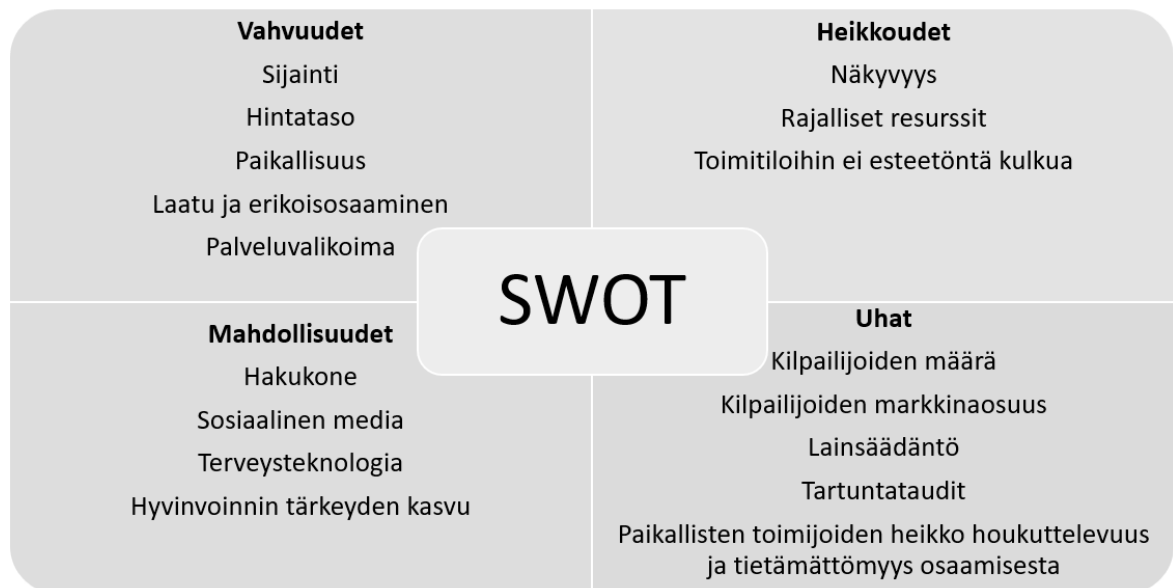 Vahvuudet
Sijainti
Hintataso
Paikallisuus
Laatu ja erikoisosaaminen
Palveluvalikoima
Heikkoudet
Näkyvyys
Rajalliset resurssit
Toimitiloihin ei esteetöntä kulkua
SWOT
Mahdollisuudet
Hakukone
Sosiaalinen media
Terveysteknologia
Hyvinvoinnin tärkeyden kasvu
Uhat
Kilpailijoiden määrä
Kilpailijoiden markkinaosuus
Lainsäädäntö
Tartuntataudit
Paikallisten toimijoiden heikko houkuttelevuus
ja tietämättömyys osaamisesta